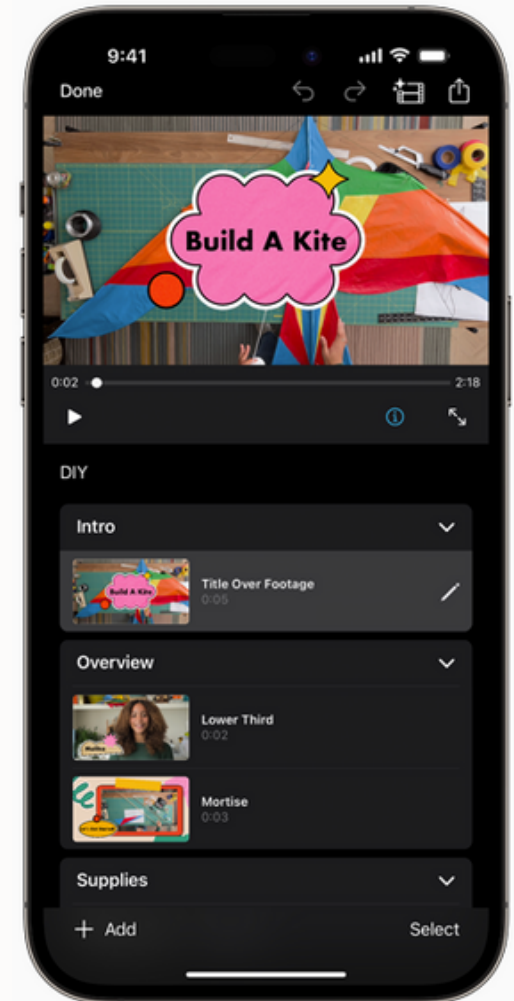 9:41
Done
Build A Kite
0:02
2:18
DIY
Intro
Build A Kite
Title Over Footage
0:05
Overview
Lower Third
0:02
Mortise
0:03
Supplies
+ Add
Select